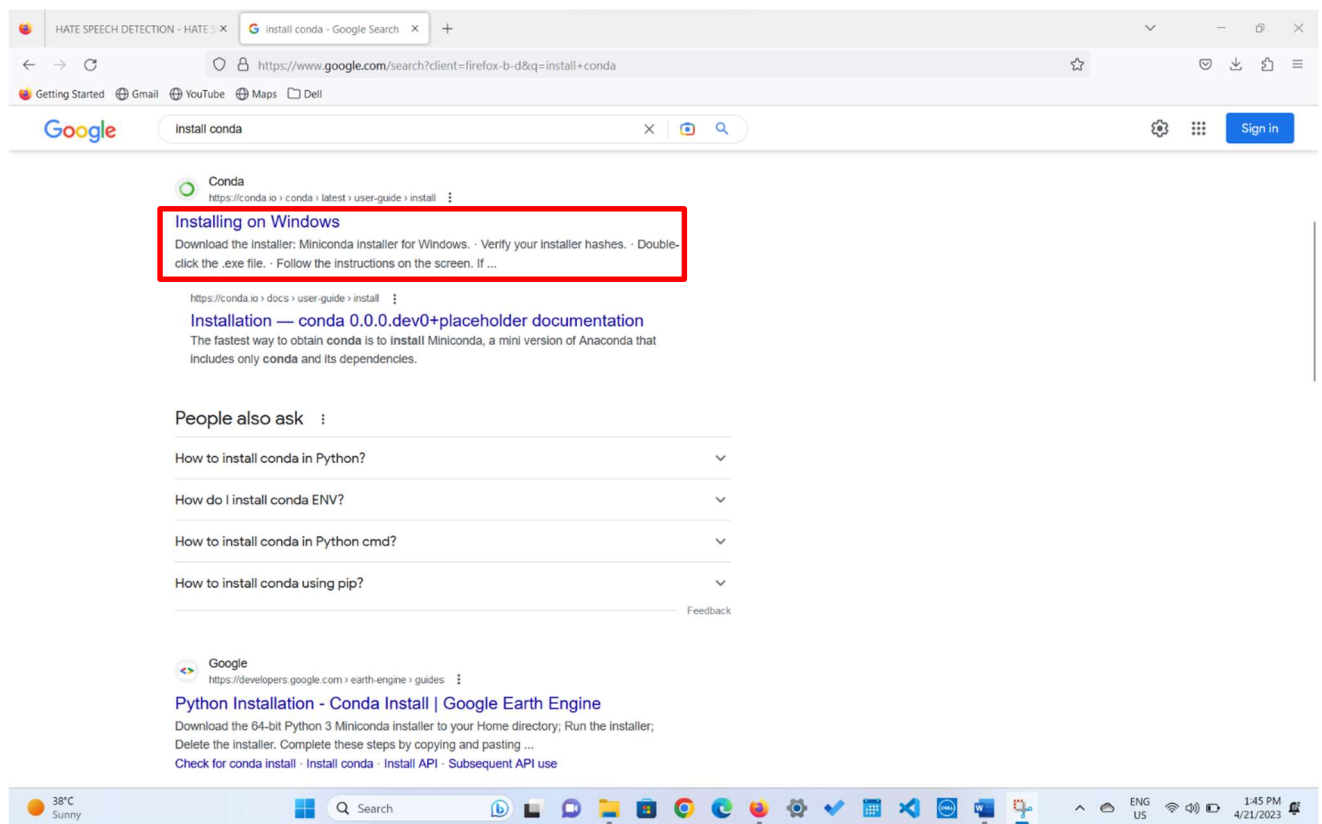 HATE SPEECH DETECTION - HATE S
install conda - Google Search
https://www.google.com/search?client=firefox-b-d&q=install+conda
Getting Started Gmail YouTube Maps Dell
Google install conda Sign in
Conda
https://conda.io › conda › latest › user-guide › install
Installing on Windows
Download the installer: Miniconda installer for Windows. · Verify your installer hashes. · Double-
click the .exe file. · Follow the instructions on the screen. If ...
https://conda.io › docs › user-guide › install
Installation — conda 0.0.0.dev0+placeholder documentation
The fastest way to obtain conda is to install Miniconda, a mini version of Anaconda that
includes only conda and its dependencies.
People also ask
How to install conda in Python?
How do I install conda ENV?
How to install conda in Python cmd?
How to install conda using pip?
Feedback
Google
https://developers.google.com › earth-engine › guides
Python Installation - Conda Install | Google Earth Engine
Download the 64-bit Python 3 Miniconda installer to your Home directory; Run the installer;
Delete the installer. Complete these steps by copying and pasting ...
Check for conda install · Install conda · Install API · Subsequent API use
38°C
Sunny
Search
ENG
US
1:45 PM
4/21/2023